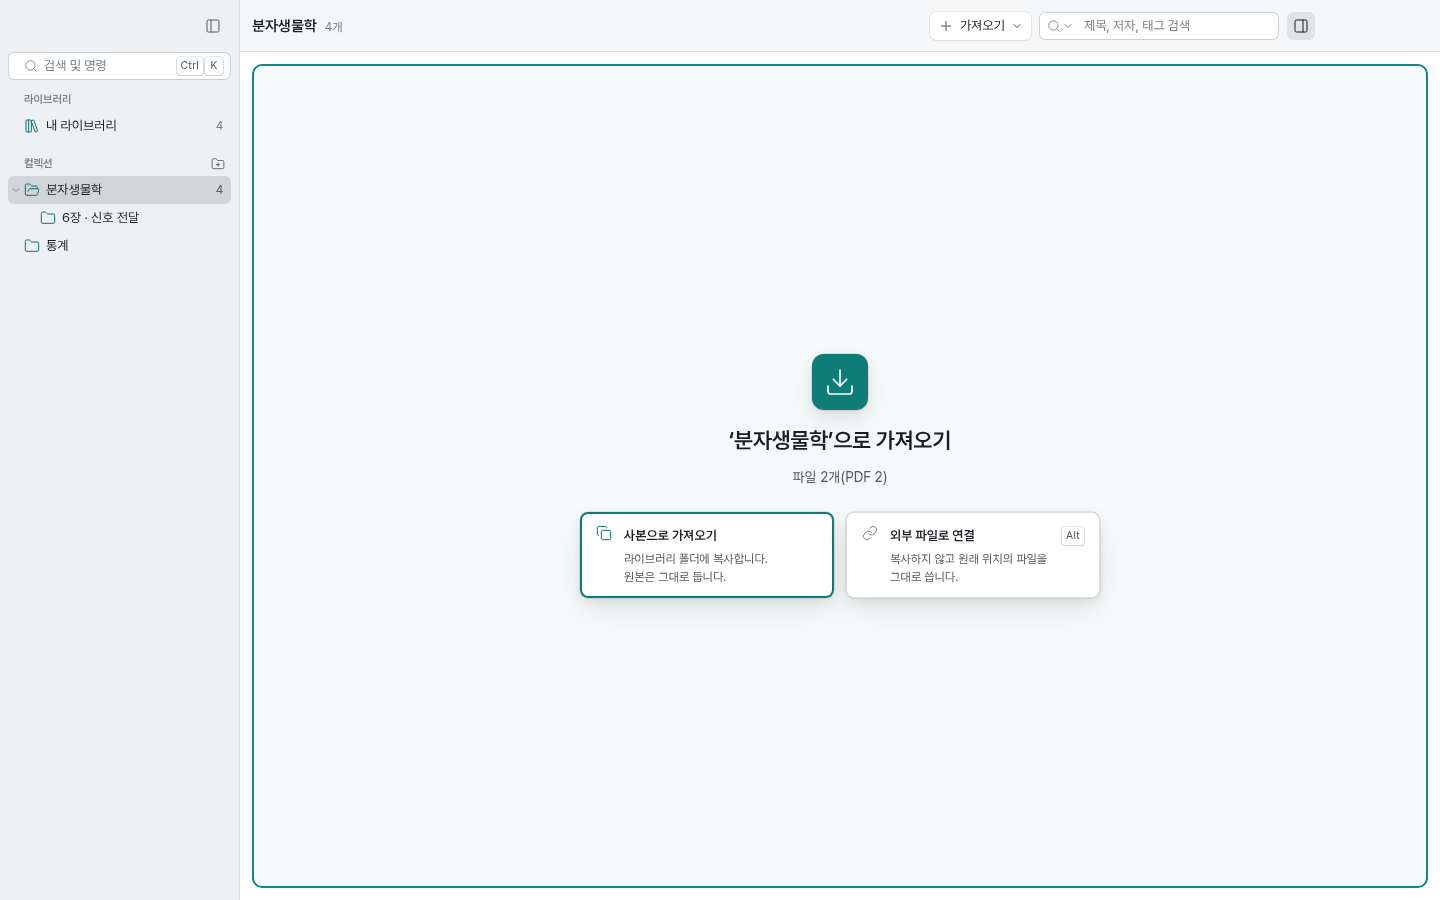 분자생물학 4개
가져오기
제목, 저자, 태그 검색
검색 및 명령 Ctrl K
라이브러리
내 라이브러리 4
컬렉션
분자생물학 4
6장 · 신호 전달
통계
‘분자생물학’으로 가져오기
파일 2개(PDF 2)
사본으로 가져오기
라이브러리 폴더에 복사합니다.
원본은 그대로 둡니다.
외부 파일로 연결 Alt
복사하지 않고 원래 위치의 파일을
그대로 씁니다.